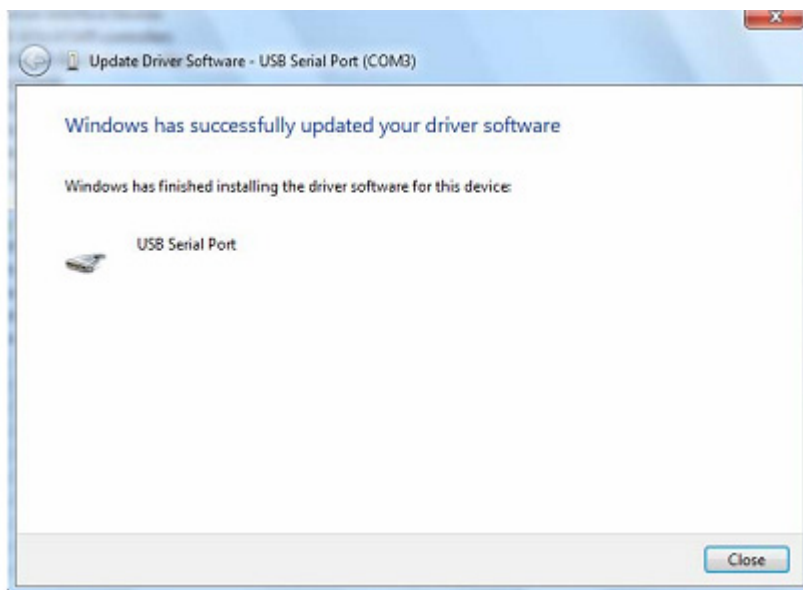 Update Driver Software - USB Serial Port (COM3)
Windows has successfully updated your driver software
Windows has finished installing the driver software for this device:
USB Serial Port
Close